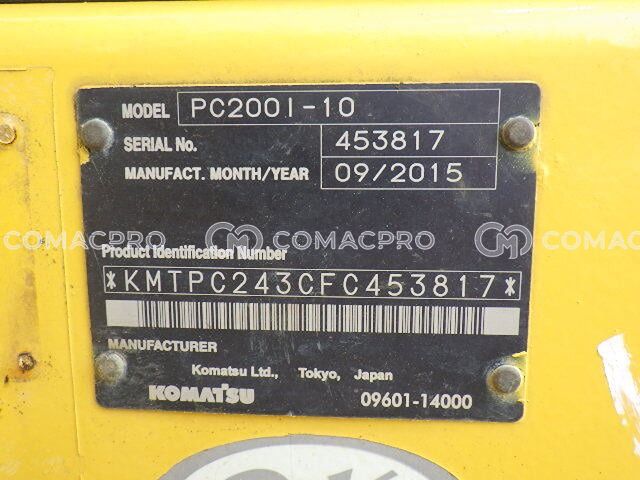 MODEL PC200I-10
SERIAL No. 453817
MANUFACT. MONTH/YEAR 09/2015
COMACPRO COMACPRO
Product Identification Number
*KMTPC243CFC453817*
MANUFACTURER
Komatsu Ltd., Tokyo, Japan
KOMATSU 09601-14000